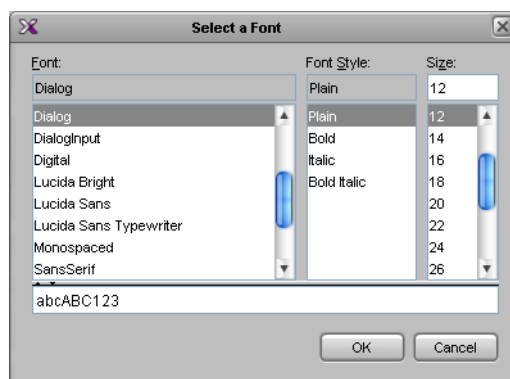 Select a Font
Font: Font Style: Size:
Dialog Plain 12
Dialog Plain 12
DialogInput Bold 14
Digital Italic 16
Lucida Bright Bold Italic 18
Lucida Sans 20
Lucida Sans Typewriter 22
Monospaced 24
SansSerif 26
abcABC123
OK Cancel